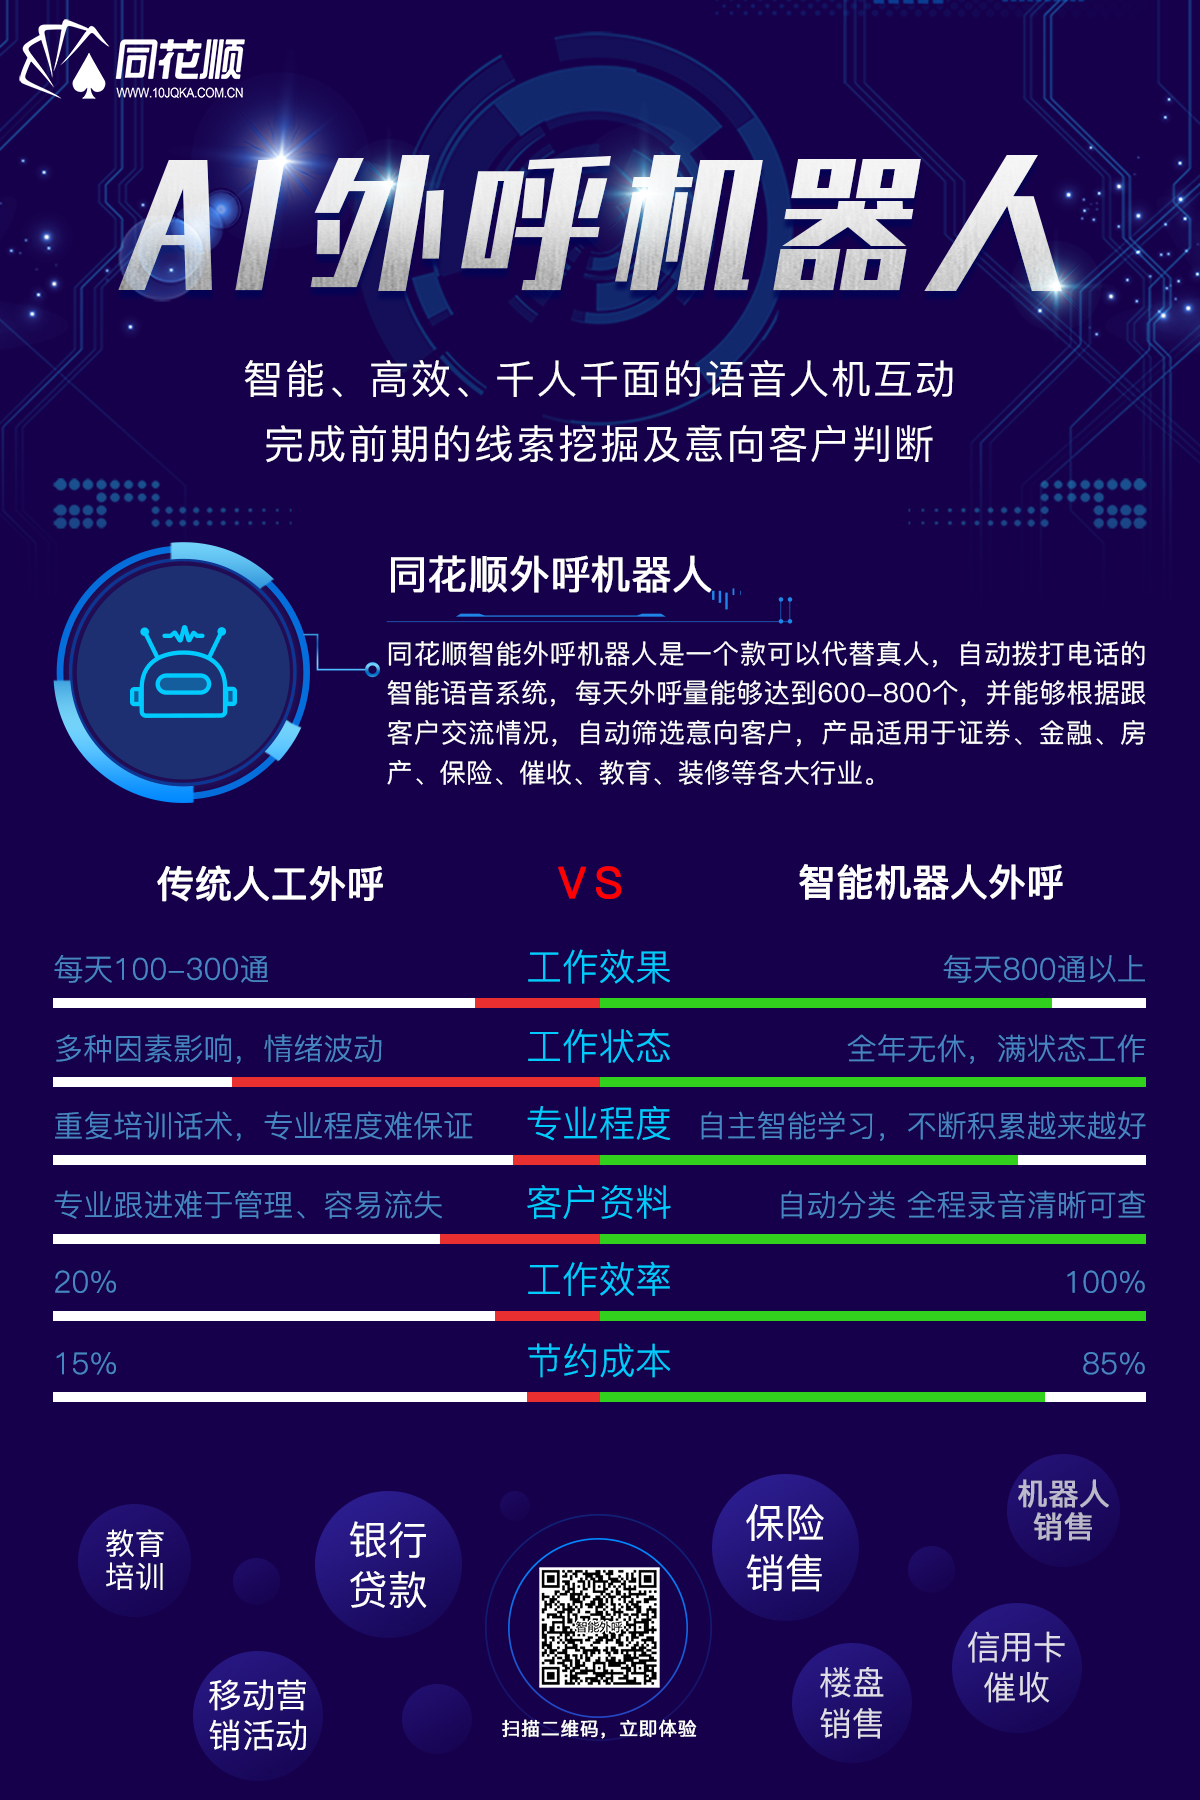 同花顺
WWW.10JQKA.COM.CN
AI外呼机器人
智能、高效、千人千面的语音人机互动
完成前期的线索挖掘及意向客户判断
同花顺外呼机器人
同花顺智能外呼机器人是一个款可以代替真人，自动拨打电话的
智能语音系统，每天外呼量能够达到600-800个，并能够根据跟
客户交流情况，自动筛选意向客户，产品适用于证券、金融、房
产、保险、催收、教育、装修等各大行业。
传统人工外呼 VS 智能机器人外呼
每天100-300通 工作效果 每天800通以上
多种因素影响，情绪波动 工作状态 全年无休，满状态工作
重复培训话术，专业程度难保证 专业程度 自主智能学习，不断积累越来越好
专业跟进难于管理、容易流失 客户资料 自动分类 全程录音清晰可查
20% 工作效率 100%
15% 节约成本 85%
教育
培训
银行
贷款
保险
销售
机器人
销售
移动营
销活动
智能外呼
扫描二维码，立即体验
楼盘
销售
信用卡
催收